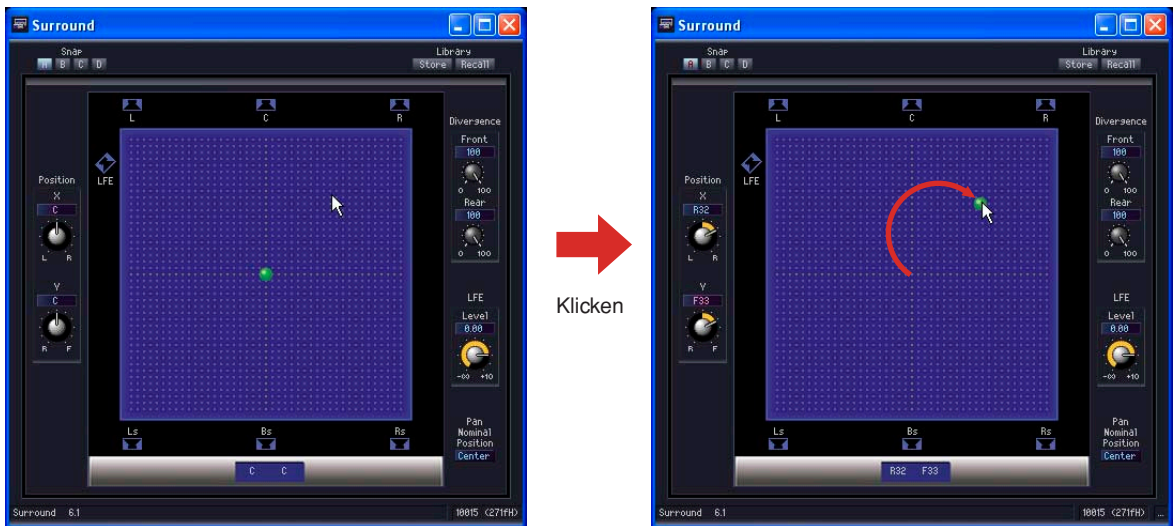 Surround
Snap
A B C D
Library
Store Recall
L C R
LFE
Position
X
C
L R
Y
C
R F
Divergence
Front
100
0 100
Rear
100
0 100
LFE
Level
0.00
-∞ +10
Pan
Nominal
Position
Center
Ls Bs Rs
C C
Surround 6.1
10015 (271fH)
Klicken
Surround
Snap
A B C D
Library
Store Recall
L C R
LFE
Position
X
R32
L R
Y
F33
R F
Divergence
Front
100
0 100
Rear
100
0 100
LFE
Level
0.00
-∞ +10
Pan
Nominal
Position
Center
Ls Bs Rs
R32 F33
Surround 6.1
10015 (271fH) ...